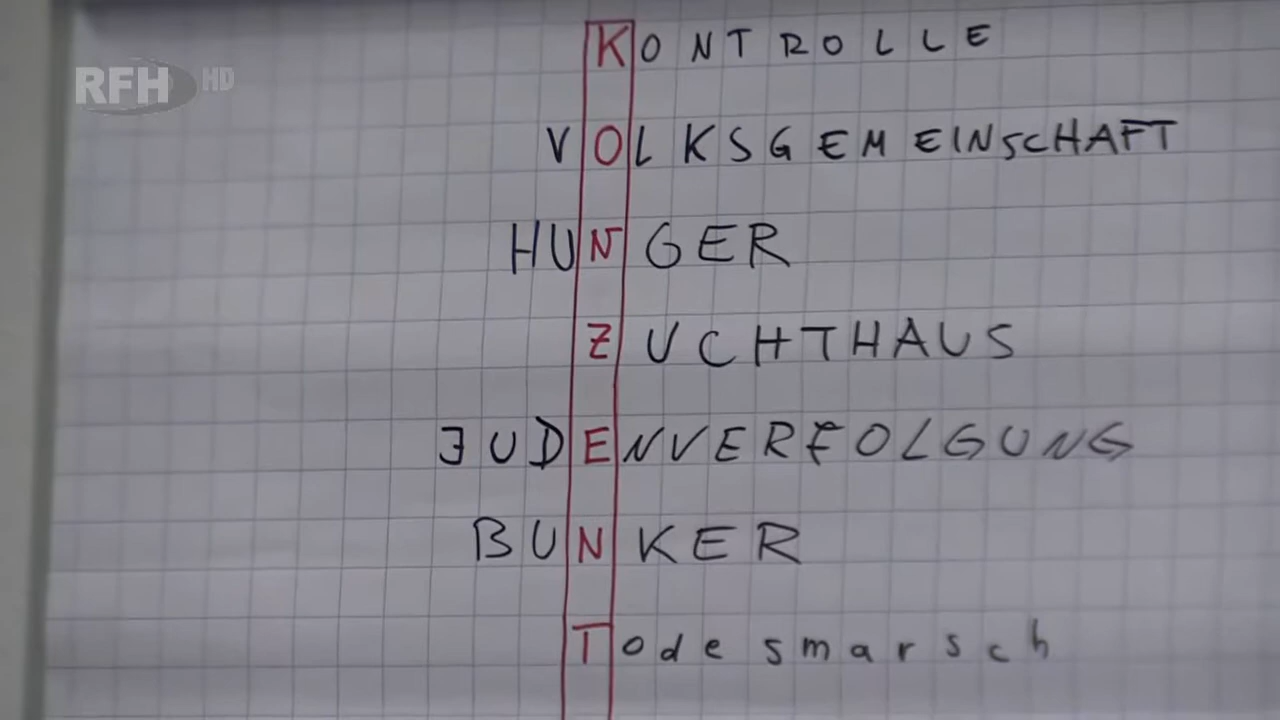 KONTROLLE
RFH HD
VOLKSGEMEINSCHAFT
HUNGER
ZUCHTHAUS
JUDENVERFOLGUNG
BUNKER
Todesmarsch